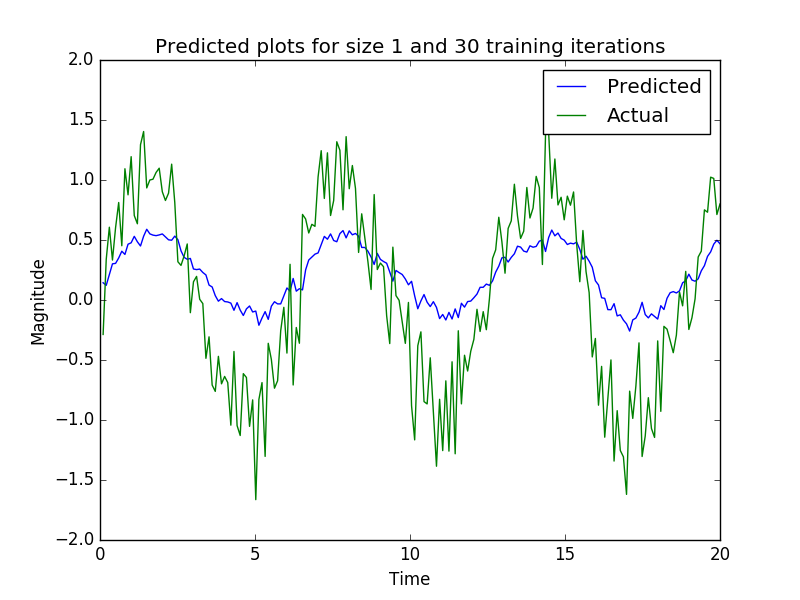 Predicted plots for size 1 and 30 training iterations
Predicted
Actual
2.0
1.5
1.0
0.5
0.0
−0.5
−1.0
−1.5
−2.0
Magnitude
0 5 10 15 20
Time